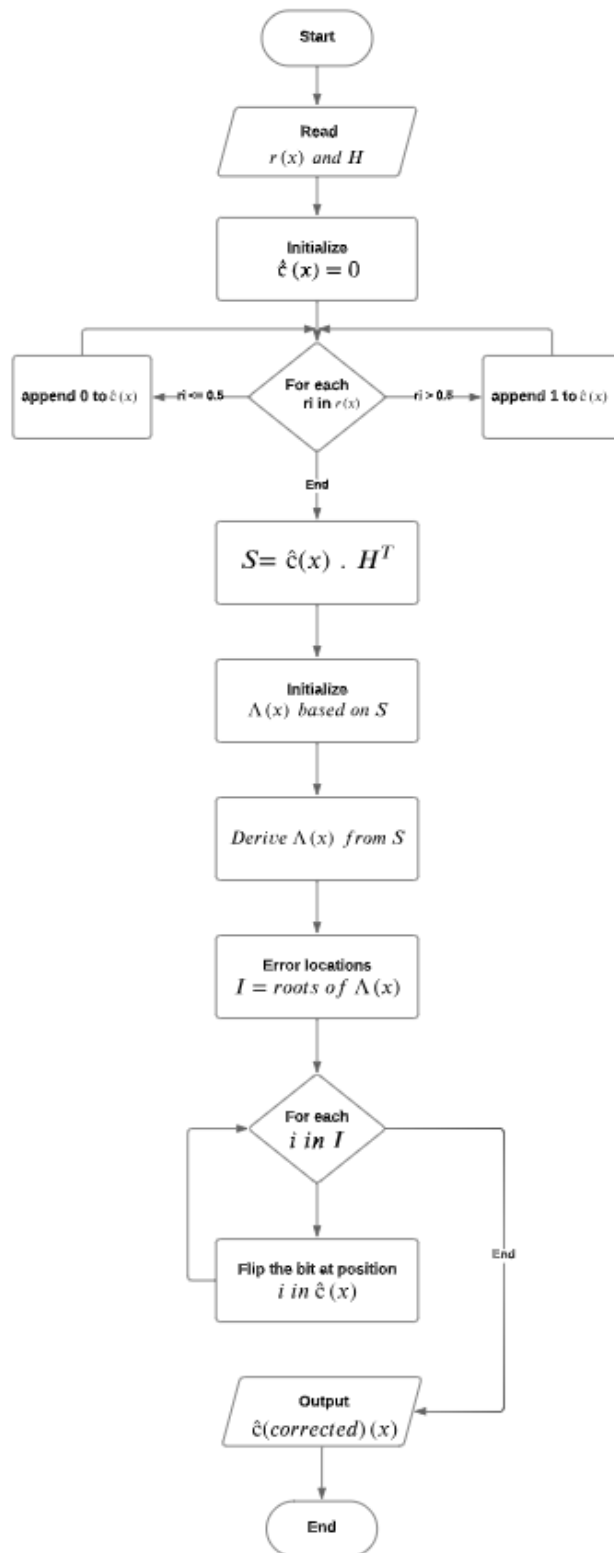 Start
Read
r(x) and H
Initialize
ĉ(x) = 0
append 0 to ĉ(x)
ri <= 0.5
For each
ri in r(x)
ri > 0.5
append 1 to ĉ(x)
End
S= ĉ(x) . H^T
Initialize
Λ(x) based on S
Derive Λ(x) from S
Error locations
I = roots of Λ(x)
For each
i in I
Flip the bit at position
i in ĉ(x)
End
Output
ĉ(corrected)(x)
End